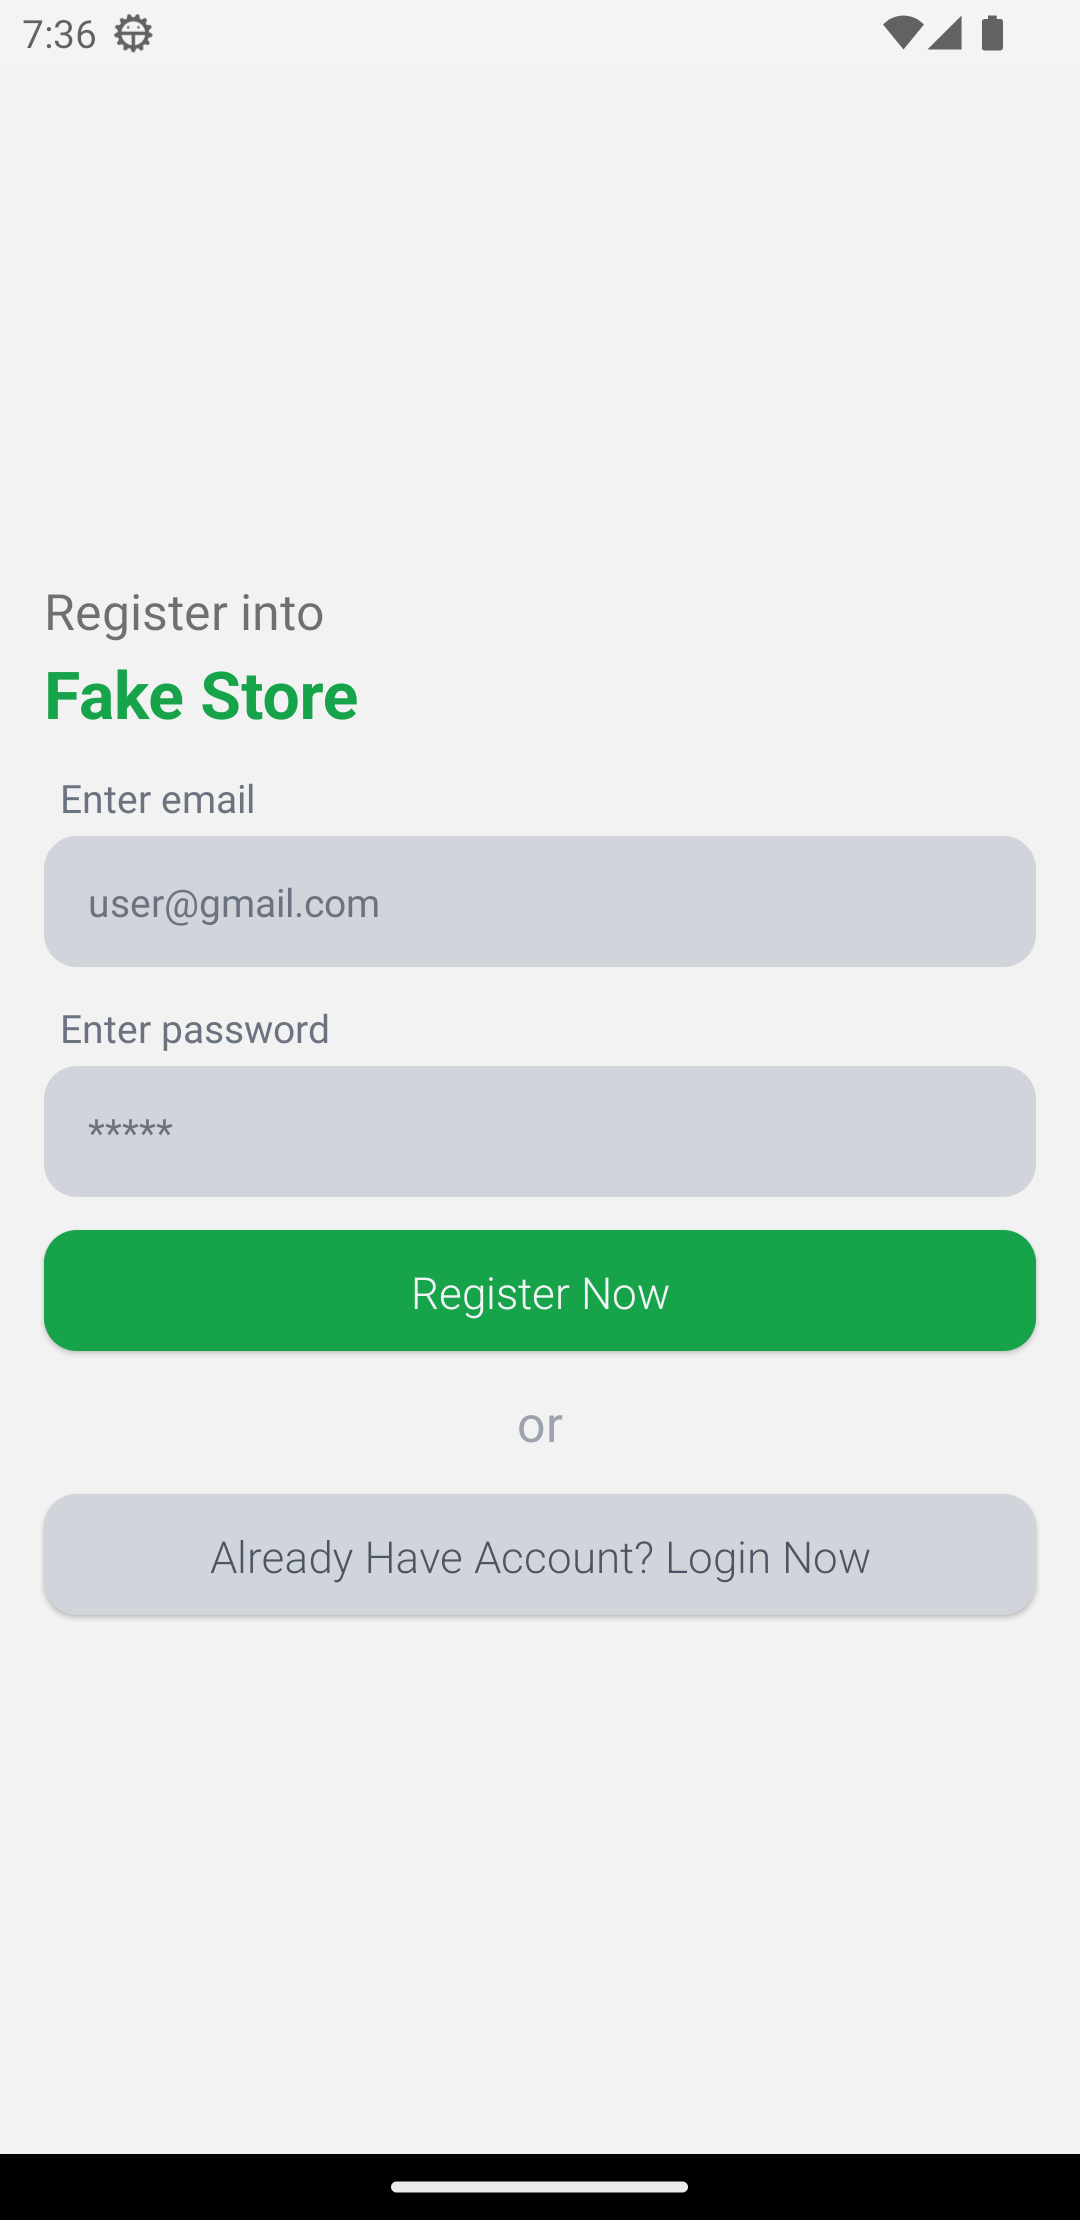 7:36
Register into
Fake Store
Enter email
user@gmail.com
Enter password
*****
Register Now
or
Already Have Account? Login Now